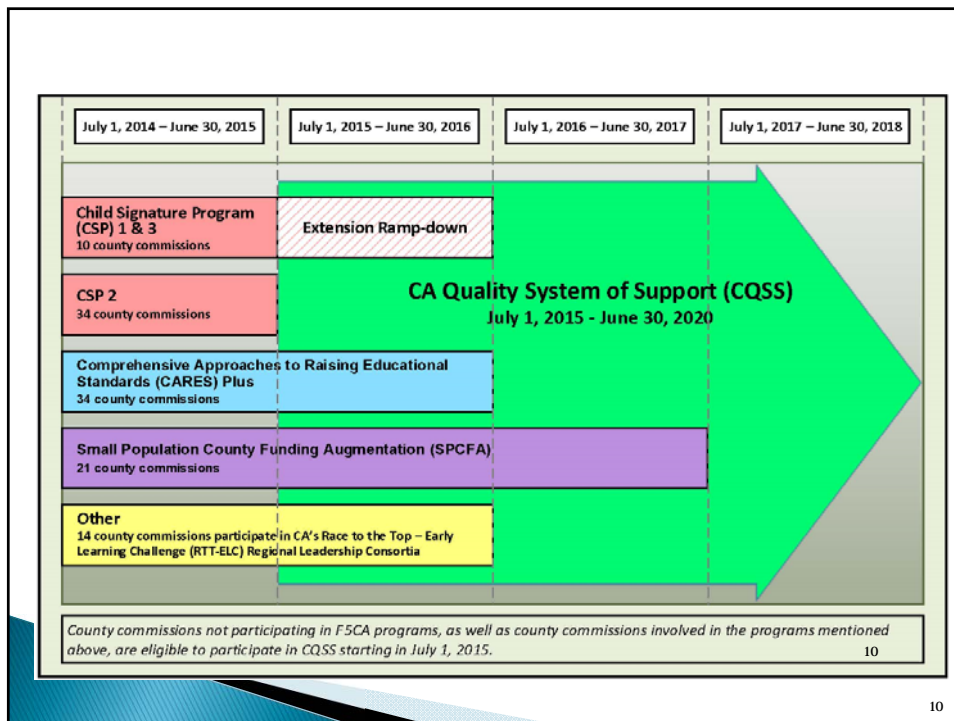 July 1, 2014 – June 30, 2015
July 1, 2015 – June 30, 2016
July 1, 2016 – June 30, 2017
July 1, 2017 – June 30, 2018
Child Signature Program
(CSP) 1 & 3
10 county commissions
Extension Ramp-down
CSP 2
34 county commissions
CA Quality System of Support (CQSS)
July 1, 2015 - June 30, 2020
Comprehensive Approaches to Raising Educational
Standards (CARES) Plus
34 county commissions
Small Population County Funding Augmentation (SPCFA)
21 county commissions
Other
14 county commissions participate in CA's Race to the Top – Early
Learning Challenge (RTT-ELC) Regional Leadership Consortia
County commissions not participating in F5CA programs, as well as county commissions involved in the programs mentioned
above, are eligible to participate in CQSS starting in July 1, 2015.
10
10